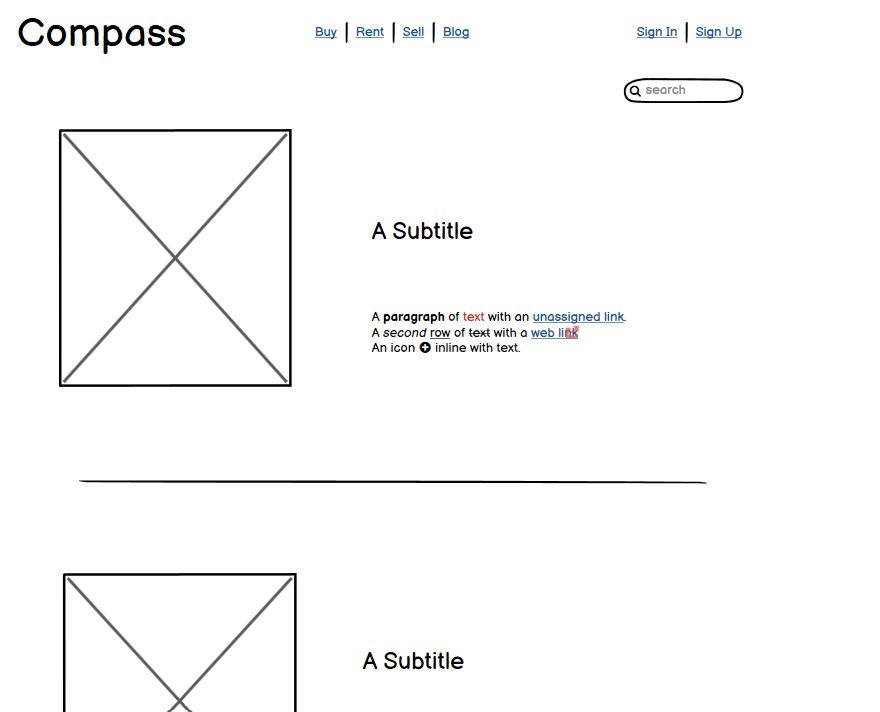 Compass
Buy | Rent | Sell | Blog
Sign In | Sign Up
search
A Subtitle
A paragraph of text with an unassigned link.
A second row of text with a web link
An icon inline with text.
A Subtitle